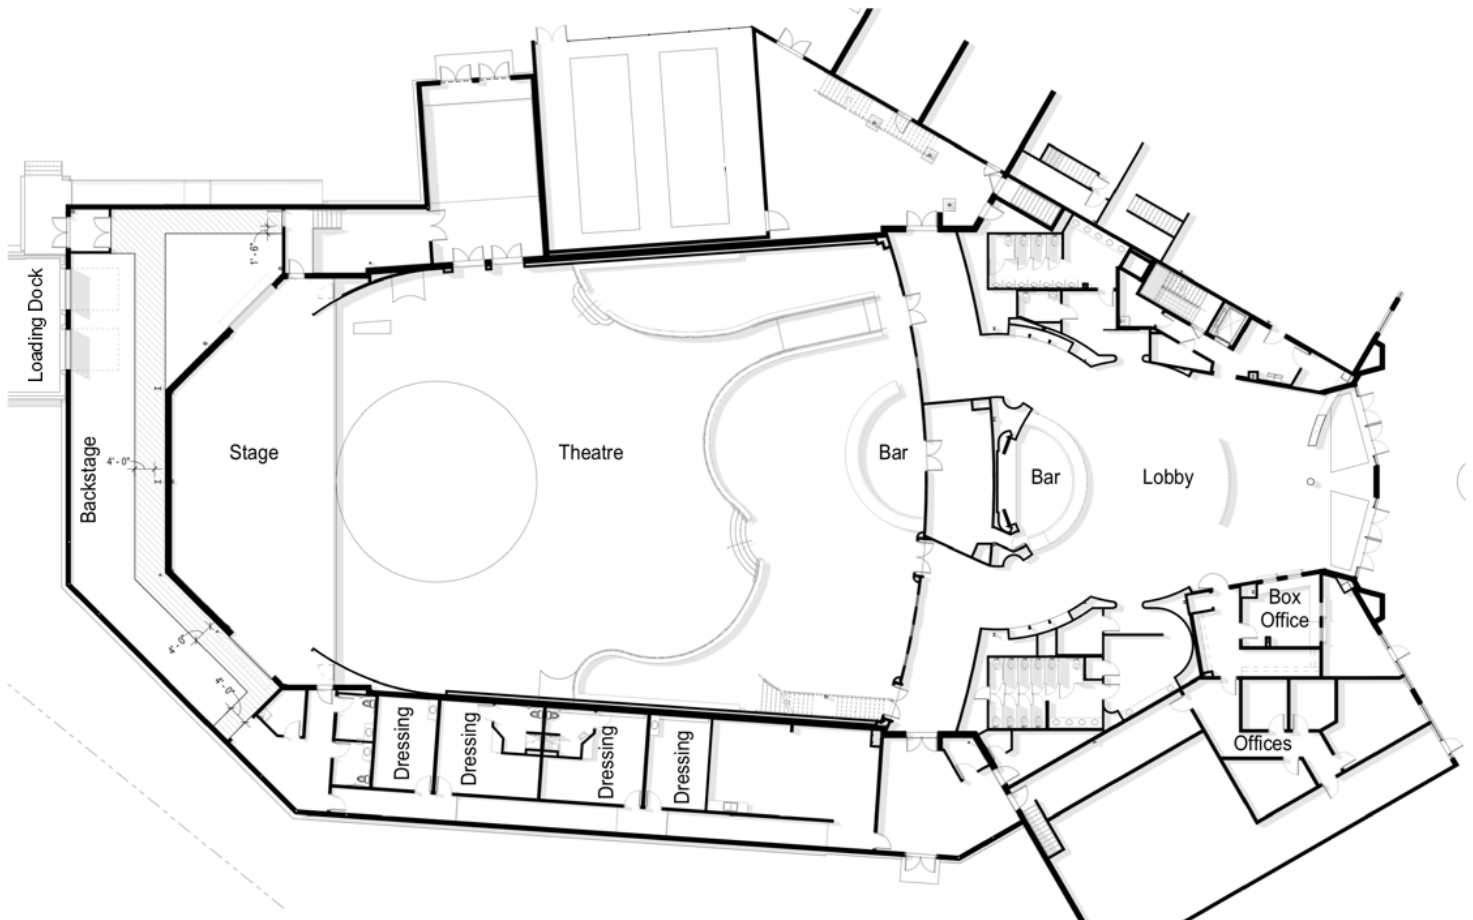 1' - 6"
Loading Dock
Backstage
4' - 0"
Stage
Theatre
Bar
Bar
Lobby
Box
Office
4' - 0"
4' - 0"
Dressing
Dressing
Dressing
Dressing
Offices